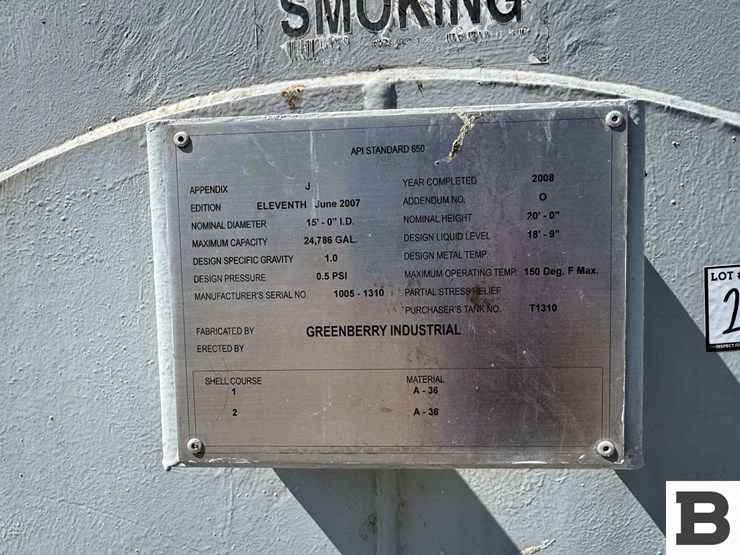 SMOKING
API STANDARD 650
APPENDIX J YEAR COMPLETED 2008
EDITION ELEVENTH June 2007 ADDENDUM NO. O
NOMINAL DIAMETER 15' - 0" I.D. NOMINAL HEIGHT 20' - 0"
MAXIMUM CAPACITY 24,786 GAL. DESIGN LIQUID LEVEL 18' - 9"
DESIGN SPECIFIC GRAVITY 1.0 DESIGN METAL TEMP.
DESIGN PRESSURE 0.5 PSI MAXIMUM OPERATING TEMP. 150 Deg. F Max.
MANUFACTURER'S SERIAL NO. 1005 - 1310 PARTIAL STRESS RELIEF
PURCHASER'S TANK NO. T1310
FABRICATED BY GREENBERRY INDUSTRIAL
ERECTED BY
SHELL COURSE MATERIAL
1 A - 36
2 A - 36
LOT #
2
B